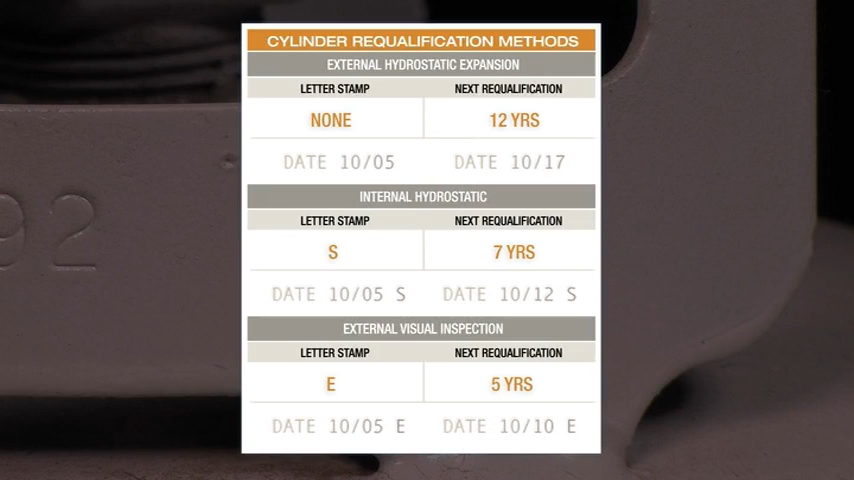 CYLINDER REQUALIFICATION METHODS
EXTERNAL HYDROSTATIC EXPANSION
LETTER STAMP NEXT REQUALIFICATION
NONE 12 YRS
DATE 10/05 DATE 10/17
INTERNAL HYDROSTATIC
LETTER STAMP NEXT REQUALIFICATION
S 7 YRS
DATE 10/05 S DATE 10/12 S
EXTERNAL VISUAL INSPECTION
LETTER STAMP NEXT REQUALIFICATION
E 5 YRS
DATE 10/05 E DATE 10/10 E
92